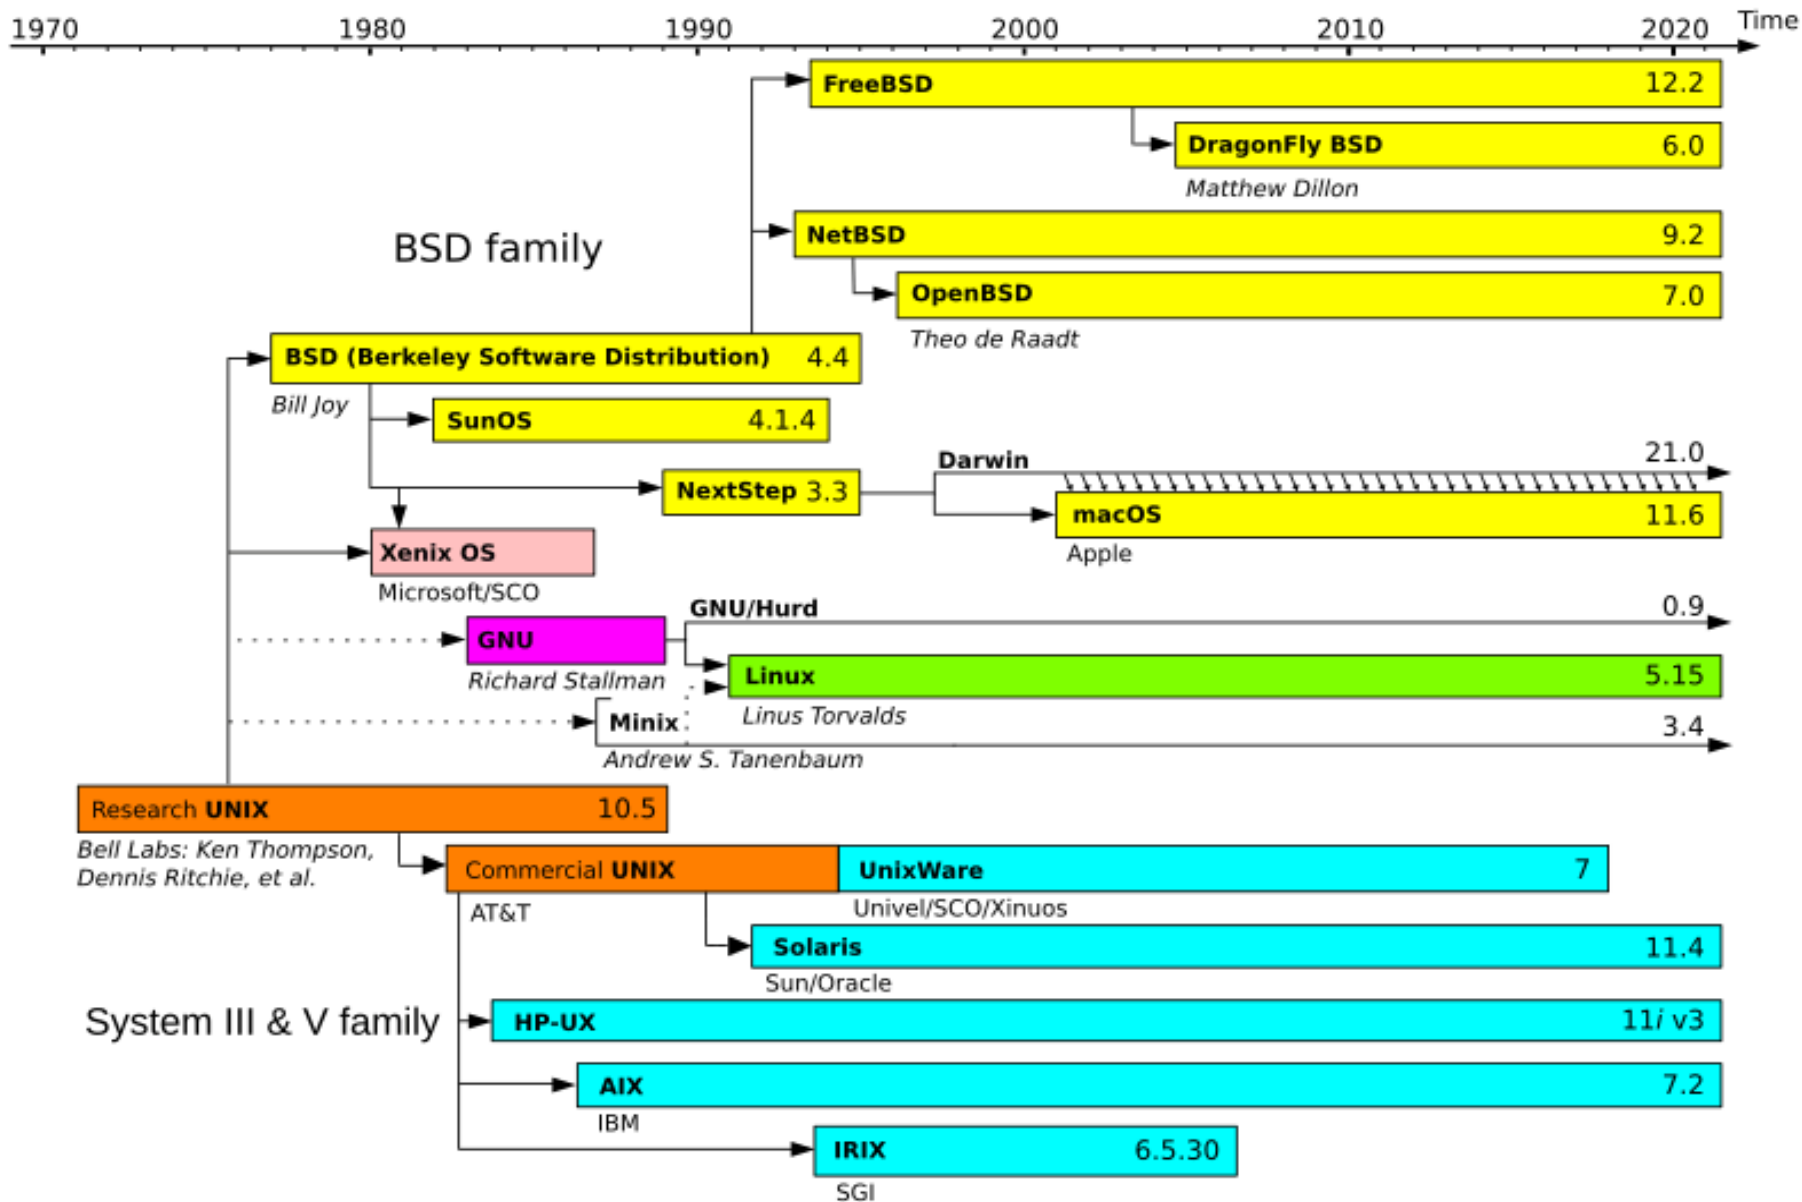 1970 1980 1990 2000 2010 2020 Time
FreeBSD 12.2
DragonFly BSD 6.0
Matthew Dillon
BSD family
NetBSD 9.2
OpenBSD 7.0
Theo de Raadt
BSD (Berkeley Software Distribution) 4.4
Bill Joy
SunOS 4.1.4
Darwin 21.0
NextStep 3.3
macOS 11.6
Apple
Xenix OS
Microsoft/SCO
GNU/Hurd 0.9
GNU
Richard Stallman
Linux 5.15
Linus Torvalds
Minix 3.4
Andrew S. Tanenbaum
Research UNIX 10.5
Bell Labs: Ken Thompson,
Dennis Ritchie, et al.
Commercial UNIX
AT&T
UnixWare 7
Univel/SCO/Xinuos
Solaris 11.4
Sun/Oracle
System III & V family
HP-UX 11i v3
AIX 7.2
IBM
IRIX 6.5.30
SGI